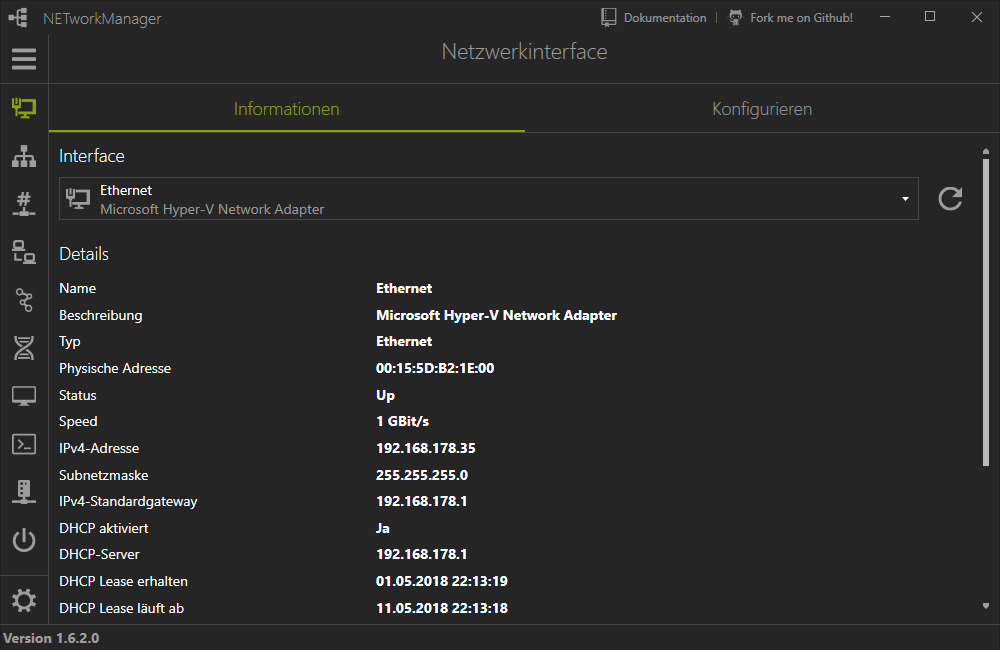 NETworkManager
Dokumentation | Fork me on Github!
Netzwerkinterface
Informationen Konfigurieren
Interface
Ethernet
Microsoft Hyper-V Network Adapter
Details
Name Ethernet
Beschreibung Microsoft Hyper-V Network Adapter
Typ Ethernet
Physische Adresse 00:15:5D:B2:1E:00
Status Up
Speed 1 GBit/s
IPv4-Adresse 192.168.178.35
Subnetzmaske 255.255.255.0
IPv4-Standardgateway 192.168.178.1
DHCP aktiviert Ja
DHCP-Server 192.168.178.1
DHCP Lease erhalten 01.05.2018 22:13:19
DHCP Lease läuft ab 11.05.2018 22:13:18
Version 1.6.2.0